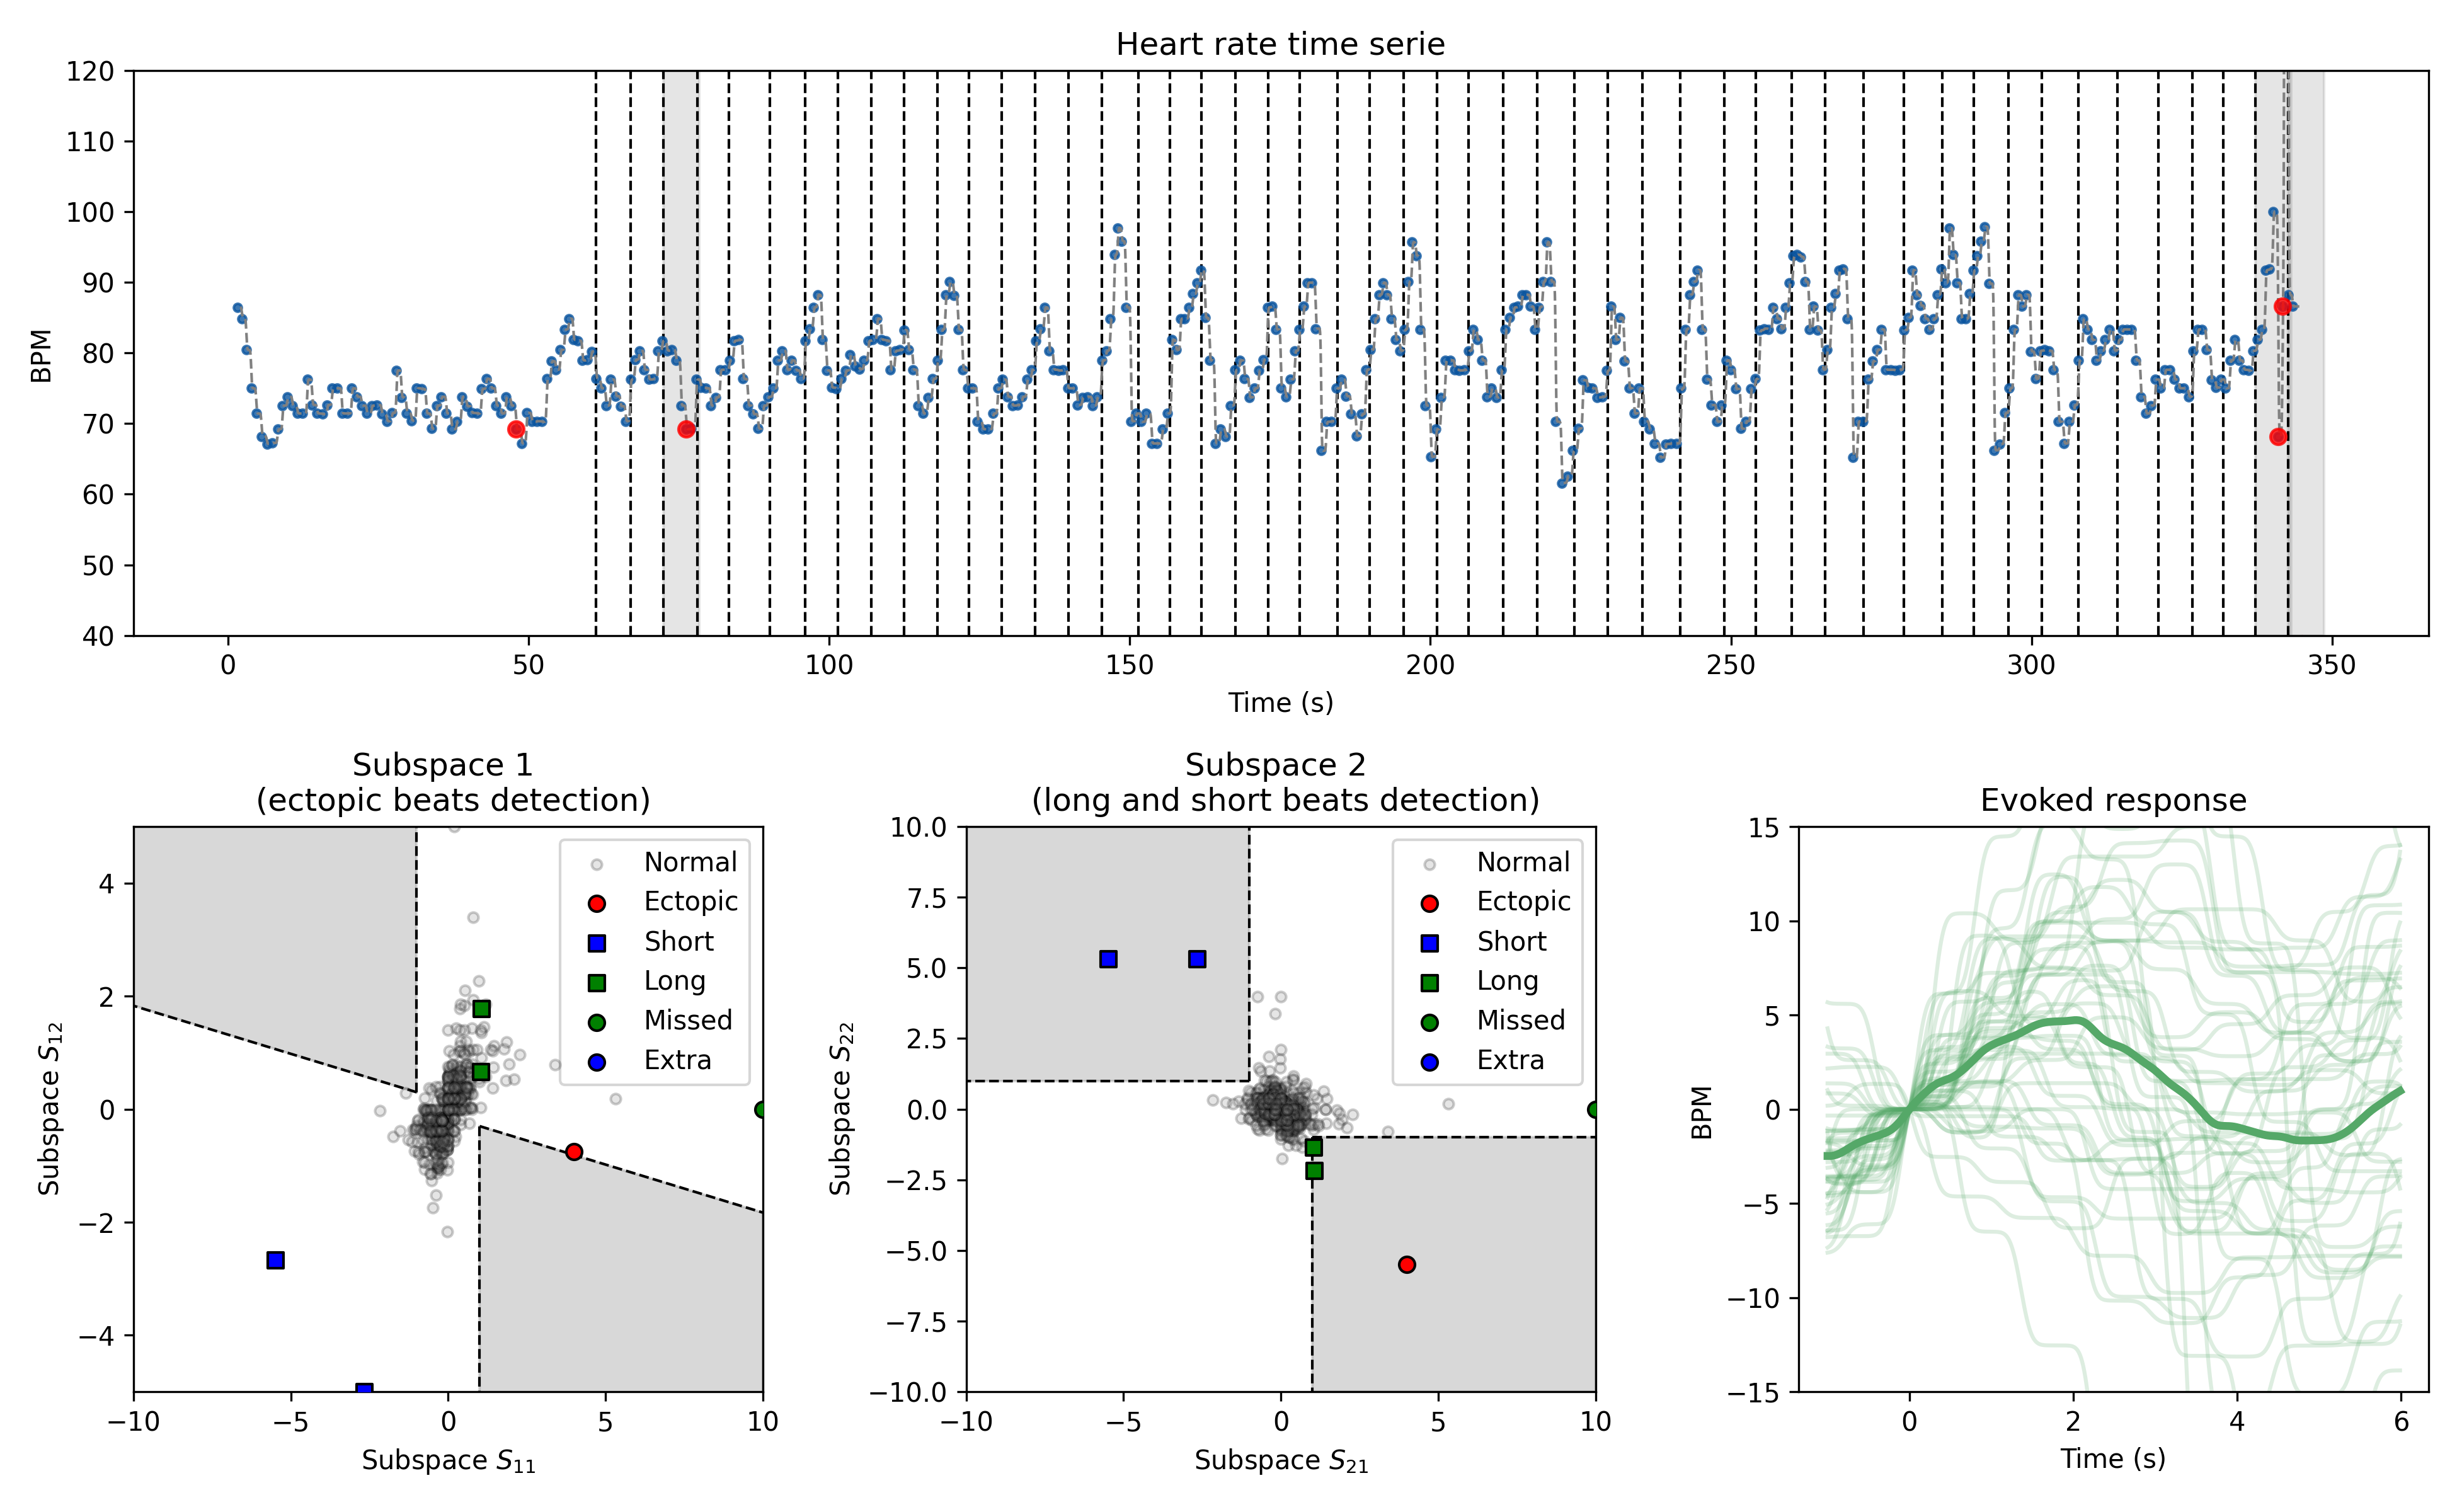 Heart rate time serie
120
110
100
90
80
70
60
50
40
BPM
0 50 100 150 200 250 300 350
Time (s)
Subspace 1
(ectopic beats detection)
4
2
0
−2
−4
Subspace S12
Normal
Ectopic
Short
Long
Missed
Extra
−10 −5 0 5 10
Subspace S11
Subspace 2
(long and short beats detection)
10.0
7.5
5.0
2.5
0.0
−2.5
−5.0
−7.5
−10.0
Subspace S22
Normal
Ectopic
Short
Long
Missed
Extra
−10 −5 0 5 10
Subspace S21
Evoked response
15
10
5
0
−5
−10
−15
BPM
0 2 4 6
Time (s)